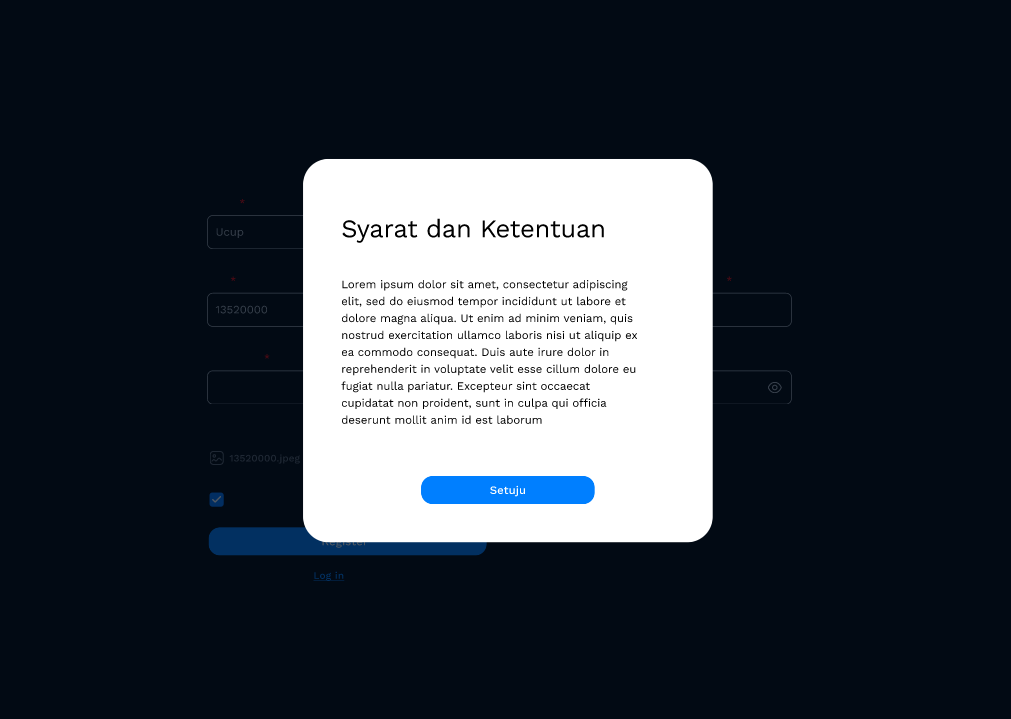 Syarat dan Ketentuan
Lorem ipsum dolor sit amet, consectetur adipiscing
elit, sed do eiusmod tempor incididunt ut labore et
dolore magna aliqua. Ut enim ad minim veniam, quis
nostrud exercitation ullamco laboris nisi ut aliquip ex
ea commodo consequat. Duis aute irure dolor in
reprehenderit in voluptate velit esse cillum dolore eu
fugiat nulla pariatur. Excepteur sint occaecat
cupidatat non proident, sunt in culpa qui officia
deserunt mollit anim id est laborum
Setuju
*
Ucup
* *
13520000
*
13520000.jpeg
Register
Log in